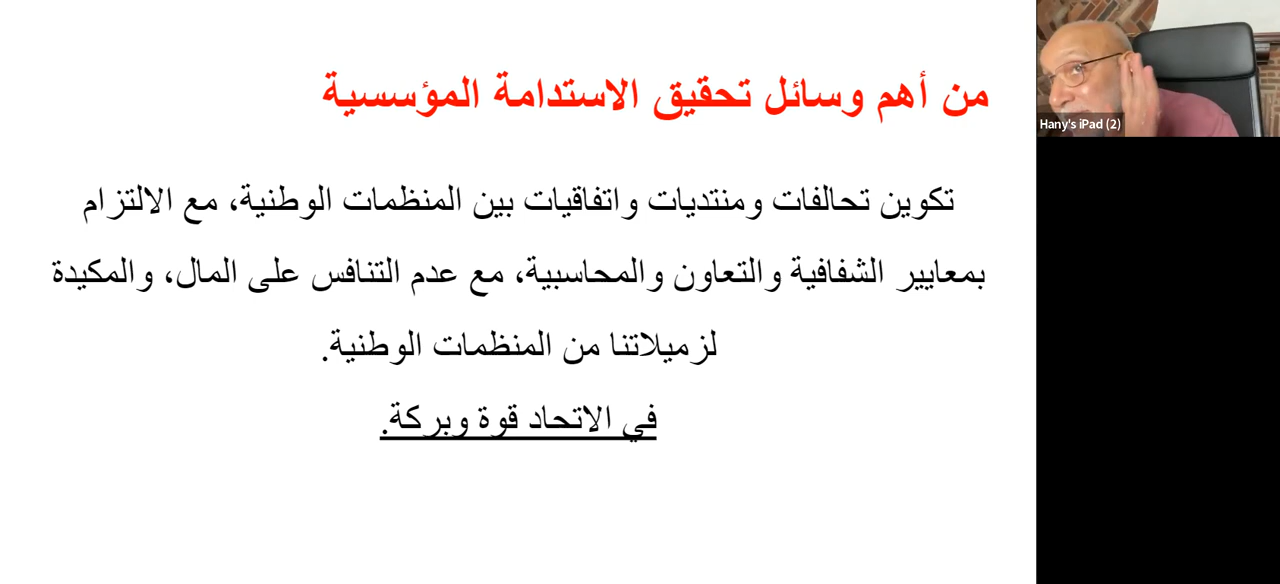 من أهم وسائل تحقيق الاستدامة المؤسسية
تكوين تحالفات ومنتديات واتفاقيات بين المنظمات الوطنية، مع الالتزام
بمعايير الشفافية والتعاون والمحاسبية، مع عدم التنافس على المال، والمكيدة
لزميلاتنا من المنظمات الوطنية.
في الاتحاد قوة وبركة.
Hany's iPad (2)